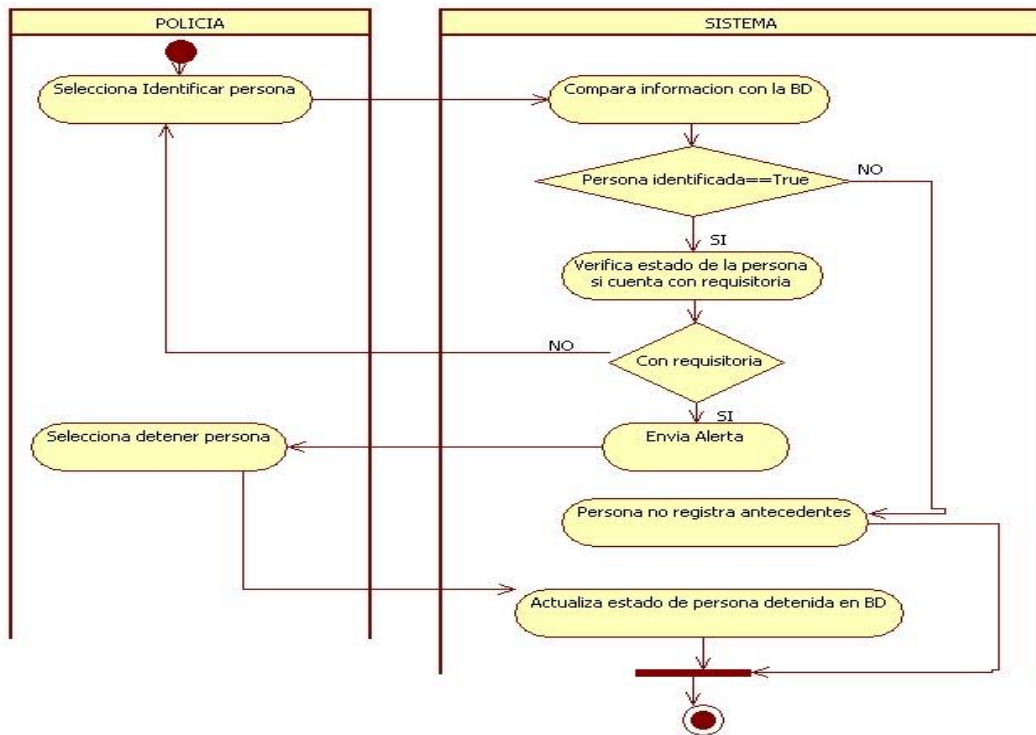 POLICIA
SISTEMA
Selecciona Identificar persona
Compara informacion con la BD
Persona identificada==True
NO
SI
Verifica estado de la persona
si cuenta con requisitoria
NO
Con requisitoria
SI
Selecciona detener persona
Envia Alerta
Persona no registra antecedentes
Actualiza estado de persona detenida en BD